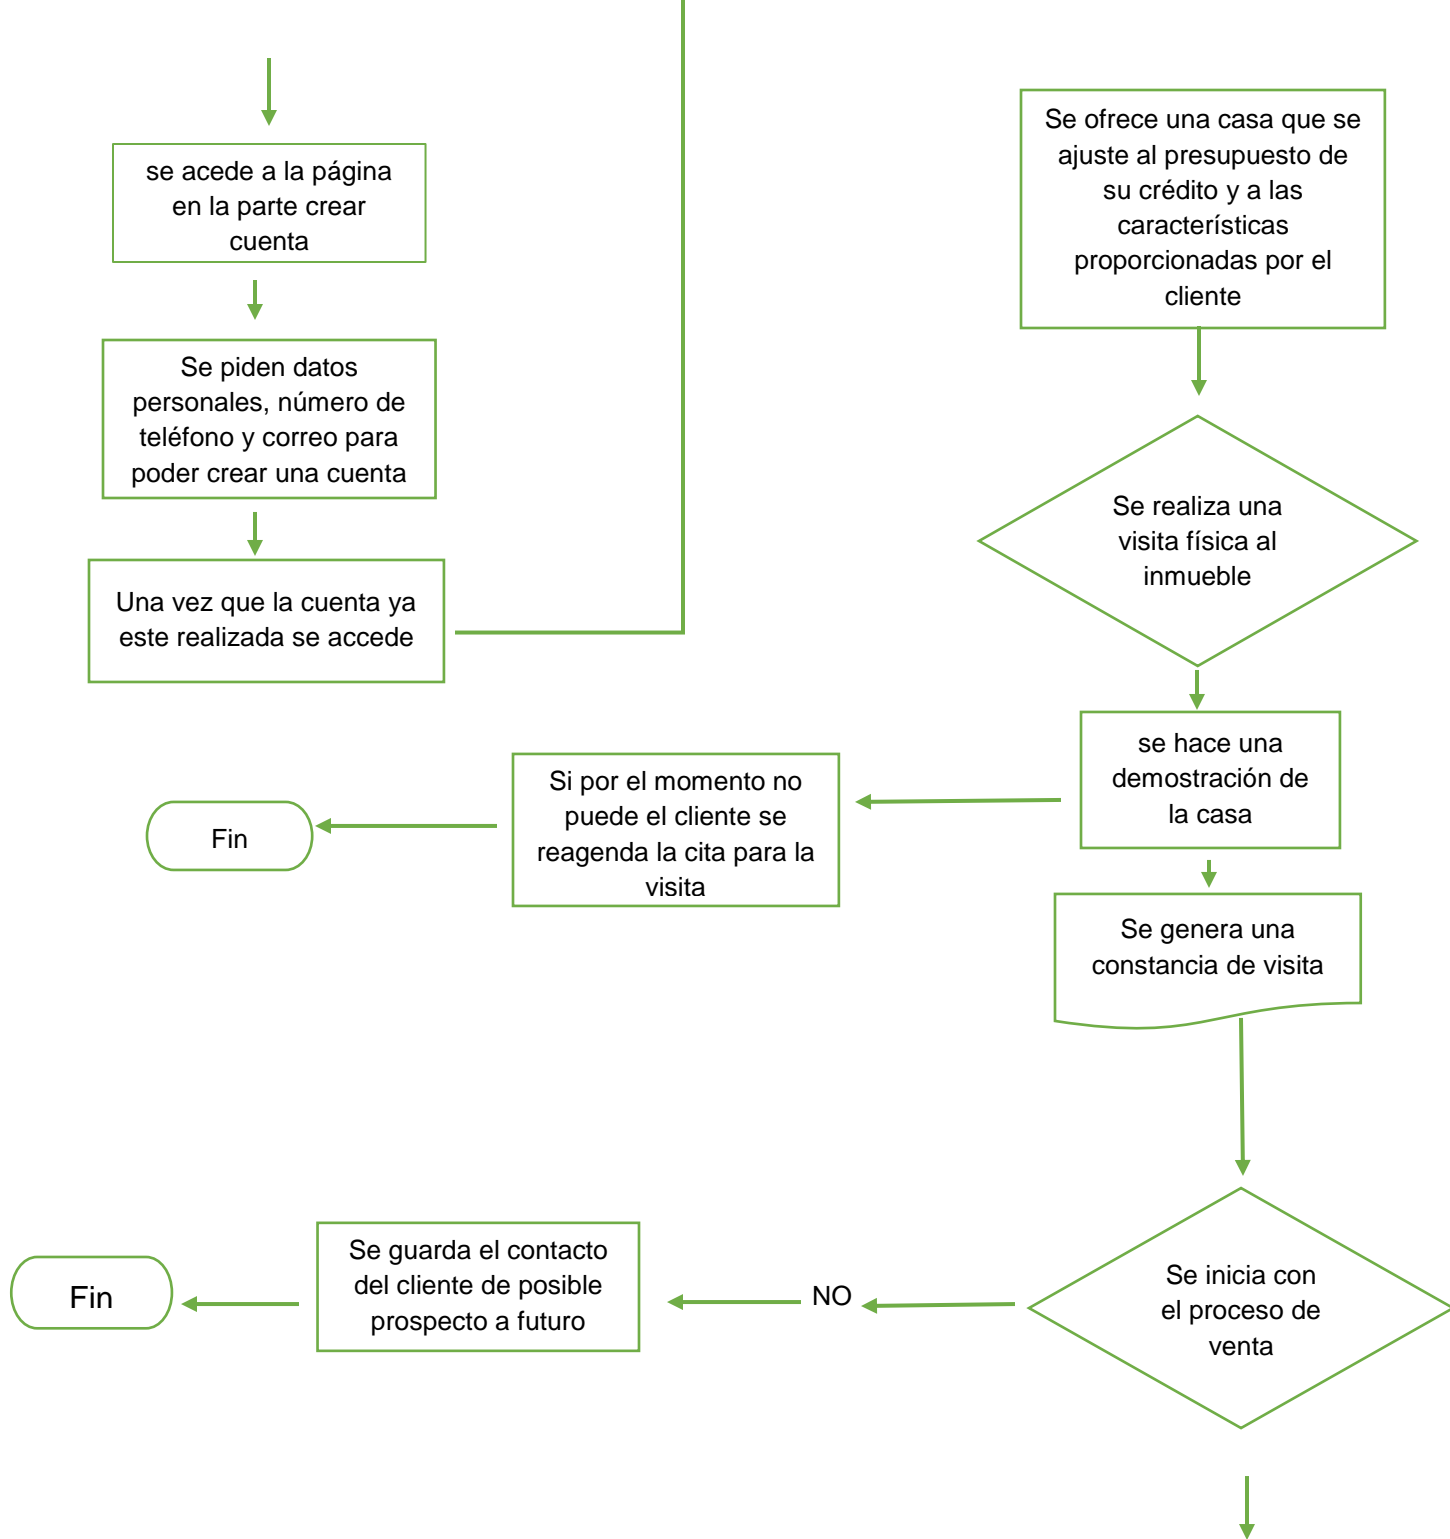 se acede a la página
en la parte crear
cuenta
Se piden datos
personales, número de
teléfono y correo para
poder crear una cuenta
Una vez que la cuenta ya
este realizada se accede
Se ofrece una casa que se
ajuste al presupuesto de
su crédito y a las
características
proporcionadas por el
cliente
Se realiza una
visita física al
inmueble
se hace una
demostración de
la casa
Si por el momento no
puede el cliente se
reagenda la cita para la
visita
Fin
Se genera una
constancia de visita
Se inicia con
el proceso de
venta
NO
Se guarda el contacto
del cliente de posible
prospecto a futuro
Fin